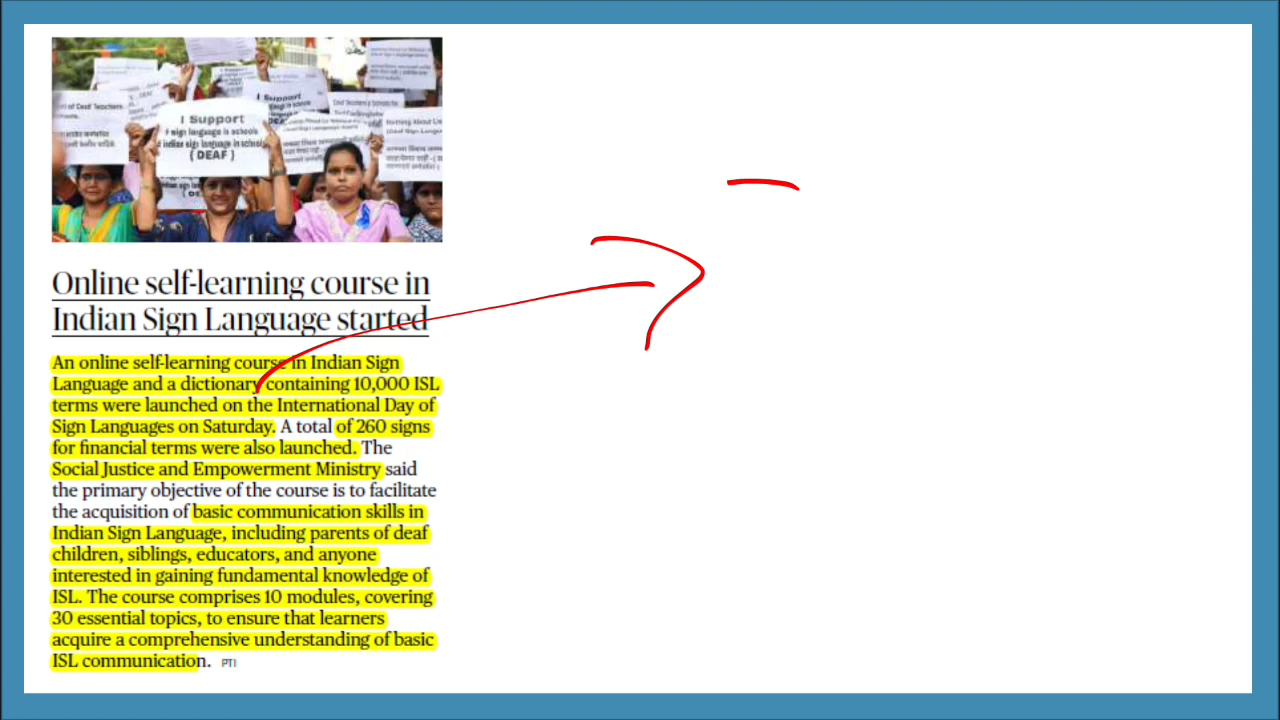 I Support
sign language is schools
indian sign language in schools
( DEAF )
of Deaf Teachers
I Support
Online self-learning course in
Indian Sign Language started
An online self-learning course in Indian Sign
Language and a dictionary containing 10,000 ISL
terms were launched on the International Day of
Sign Languages on Saturday. A total of 260 signs
for financial terms were also launched. The
Social Justice and Empowerment Ministry said
the primary objective of the course is to facilitate
the acquisition of basic communication skills in
Indian Sign Language, including parents of deaf
children, siblings, educators, and anyone
interested in gaining fundamental knowledge of
ISL. The course comprises 10 modules, covering
30 essential topics, to ensure that learners
acquire a comprehensive understanding of basic
ISL communication. PTI